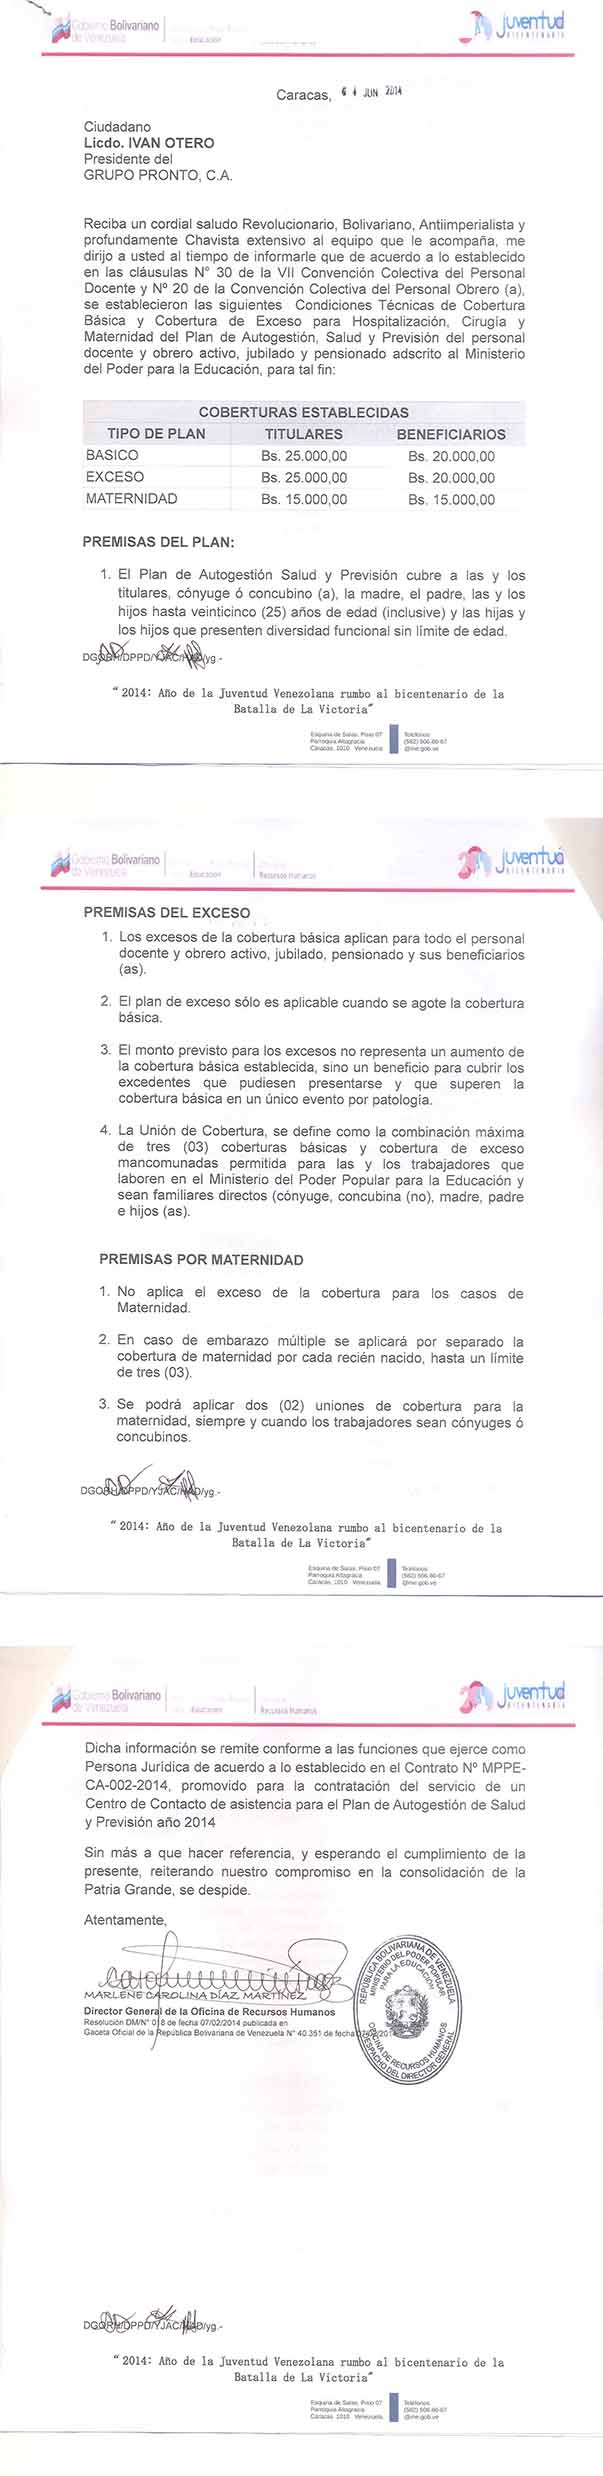 Gobierno Bolivariano
de Venezuela
Educación
juventud
BICENTENARIA
Caracas, JUN 2014
Ciudadano
Licdo. IVAN OTERO
Presidente del
GRUPO PRONTO, C.A.
Reciba un cordial saludo Revolucionario, Bolivariano, Antiimperialista y
profundamente Chavista extensivo al equipo que le acompaña, me
dirijo a usted al tiempo de informarle que de acuerdo a lo establecido
en las cláusulas N° 30 de la VII Convención Colectiva del Personal
Docente y Nº 20 de la Convención Colectiva del Personal Obrero (a),
se establecieron las siguientes Condiciones Técnicas de Cobertura
Básica y Cobertura de Exceso para Hospitalización, Cirugía y
Maternidad del Plan de Autogestión, Salud y Previsión del personal
docente y obrero activo, jubilado y pensionado adscrito al Ministerio
del Poder para la Educación, para tal fin:
COBERTURAS ESTABLECIDAS
TIPO DE PLAN TITULARES BENEFICIARIOS
BASICO Bs. 25.000,00 Bs. 20.000,00
EXCESO Bs. 25.000,00 Bs. 20.000,00
MATERNIDAD Bs. 15.000,00 Bs. 15.000,00
PREMISAS DEL PLAN:
1. El Plan de Autogestión Salud y Previsión cubre a las y los
titulares, cónyuge ó concubino (a), la madre, el padre, las y los
hijos hasta veinticinco (25) años de edad (inclusive) y las hijas y
los hijos que presenten diversidad funcional sin límite de edad.
DGORH/DPPD/YJAC/HAD/yg.-
"2014: Año de la Juventud Venezolana rumbo al bicentenario de la
Batalla de La Victoria"
Esquina de Salas, Piso 07
Parroquia Altagracia
Caracas, 1010 Venezuela
Teléfonos
(582) 506.80-67
@me.gob.ve
Gobierno Bolivariano
de Venezuela
Educación
Recursos Humanos
juventud
BICENTENARIA
PREMISAS DEL EXCESO
1. Los excesos de la cobertura básica aplican para todo el personal
docente y obrero activo, jubilado, pensionado y sus beneficiarios
(as).
2. El plan de exceso sólo es aplicable cuando se agote la cobertura
básica.
3. El monto previsto para los excesos no representa un aumento de
la cobertura básica establecida, sino un beneficio para cubrir los
excedentes que pudiesen presentarse y que superen la
cobertura básica en un único evento por patología.
4. La Unión de Cobertura, se define como la combinación máxima
de tres (03) coberturas básicas y cobertura de exceso
mancomunadas permitida para las y los trabajadores que
laboren en el Ministerio del Poder Popular para la Educación y
sean familiares directos (cónyuge, concubina (no), madre, padre
e hijos (as).
PREMISAS POR MATERNIDAD
1. No aplica el exceso de la cobertura para los casos de
Maternidad.
2. En caso de embarazo múltiple se aplicará por separado la
cobertura de maternidad por cada recién nacido, hasta un límite
de tres (03).
3. Se podrá aplicar dos (02) uniones de cobertura para la
maternidad, siempre y cuando los trabajadores sean cónyuges ó
concubinos.
DGORH/DPPD/YJAC/HAD/yg.-
"2014: Año de la Juventud Venezolana rumbo al bicentenario de la
Batalla de La Victoria"
Esquina de Salas, Piso 07
Parroquia Altagracia
Caracas, 1010 Venezuela
Teléfonos
(582) 506.80-67
@me.gob.ve
Gobierno Bolivariano
de Venezuela
Educación
Recursos Humanos
juventud
BICENTENARIA
Dicha información se remite conforme a las funciones que ejerce como
Persona Jurídica de acuerdo a lo establecido en el Contrato Nº MPPE-
CA-002-2014, promovido para la contratación del servicio de un
Centro de Contacto de asistencia para el Plan de Autogestión de Salud
y Previsión año 2014
Sin más a que hacer referencia, y esperando el cumplimiento de la
presente, reiterando nuestro compromiso en la consolidación de la
Patria Grande, se despide.
Atentamente,
MARLENE CAROLINA DÍAZ MARTÍNEZ
Director General de la Oficina de Recursos Humanos
Resolución DM/N° 018 de fecha 07/02/2014 publicada en
Gaceta Oficial de la República Bolivariana de Venezuela N° 40.351 de fecha
REPÚBLICA BOLIVARIANA DE VENEZUELA
MINISTERIO DEL PODER POPULAR
PARA LA EDUCACIÓN
OFICINA DE RECURSOS HUMANOS
DESPACHO DEL DIRECTOR GENERAL
DGORH/DPPD/YJAC/HAD/yg.-
"2014: Año de la Juventud Venezolana rumbo al bicentenario de la
Batalla de La Victoria"
Esquina de Salas, Piso 07
Parroquia Altagracia
Caracas, 1010 Venezuela
Teléfonos
(582) 506.80-67
@me.gob.ve